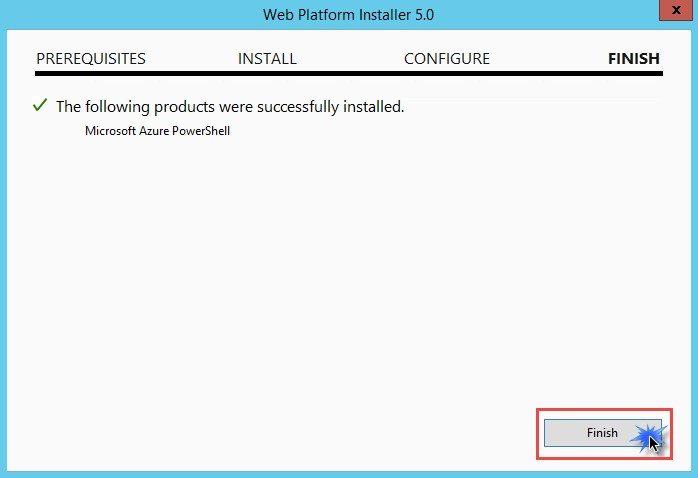 Web Platform Installer 5.0
x
PREREQUISITES INSTALL CONFIGURE FINISH
The following products were successfully installed.
Microsoft Azure PowerShell
Finish